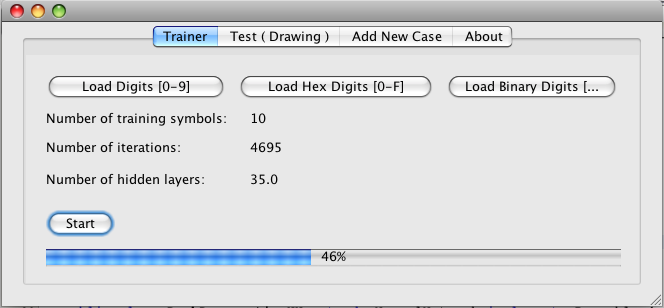 Trainer Test ( Drawing ) Add New Case About
Load Digits [0-9] Load Hex Digits [0-F] Load Binary Digits [...
Number of training symbols: 10
Number of iterations: 4695
Number of hidden layers: 35.0
Start
46%